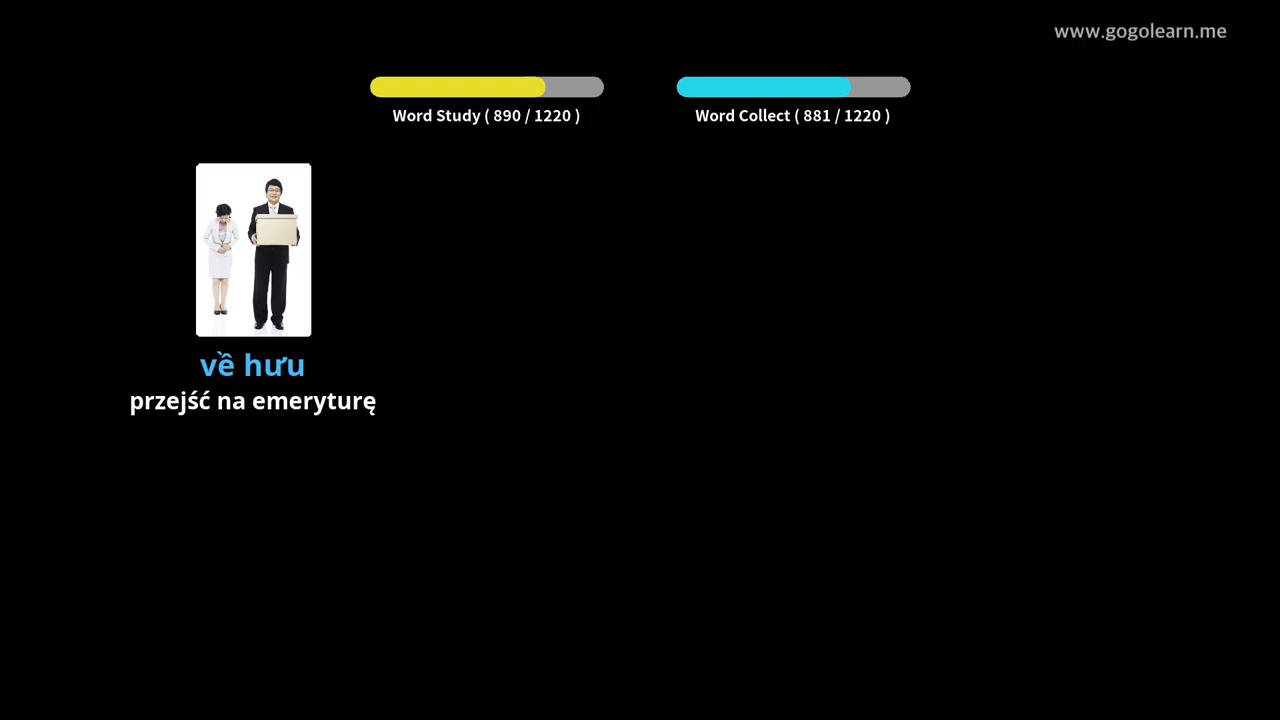 www.gogolearn.me
Word Study ( 890 / 1220 )
Word Collect ( 881 / 1220 )
về hưu
przejść na emeryturę